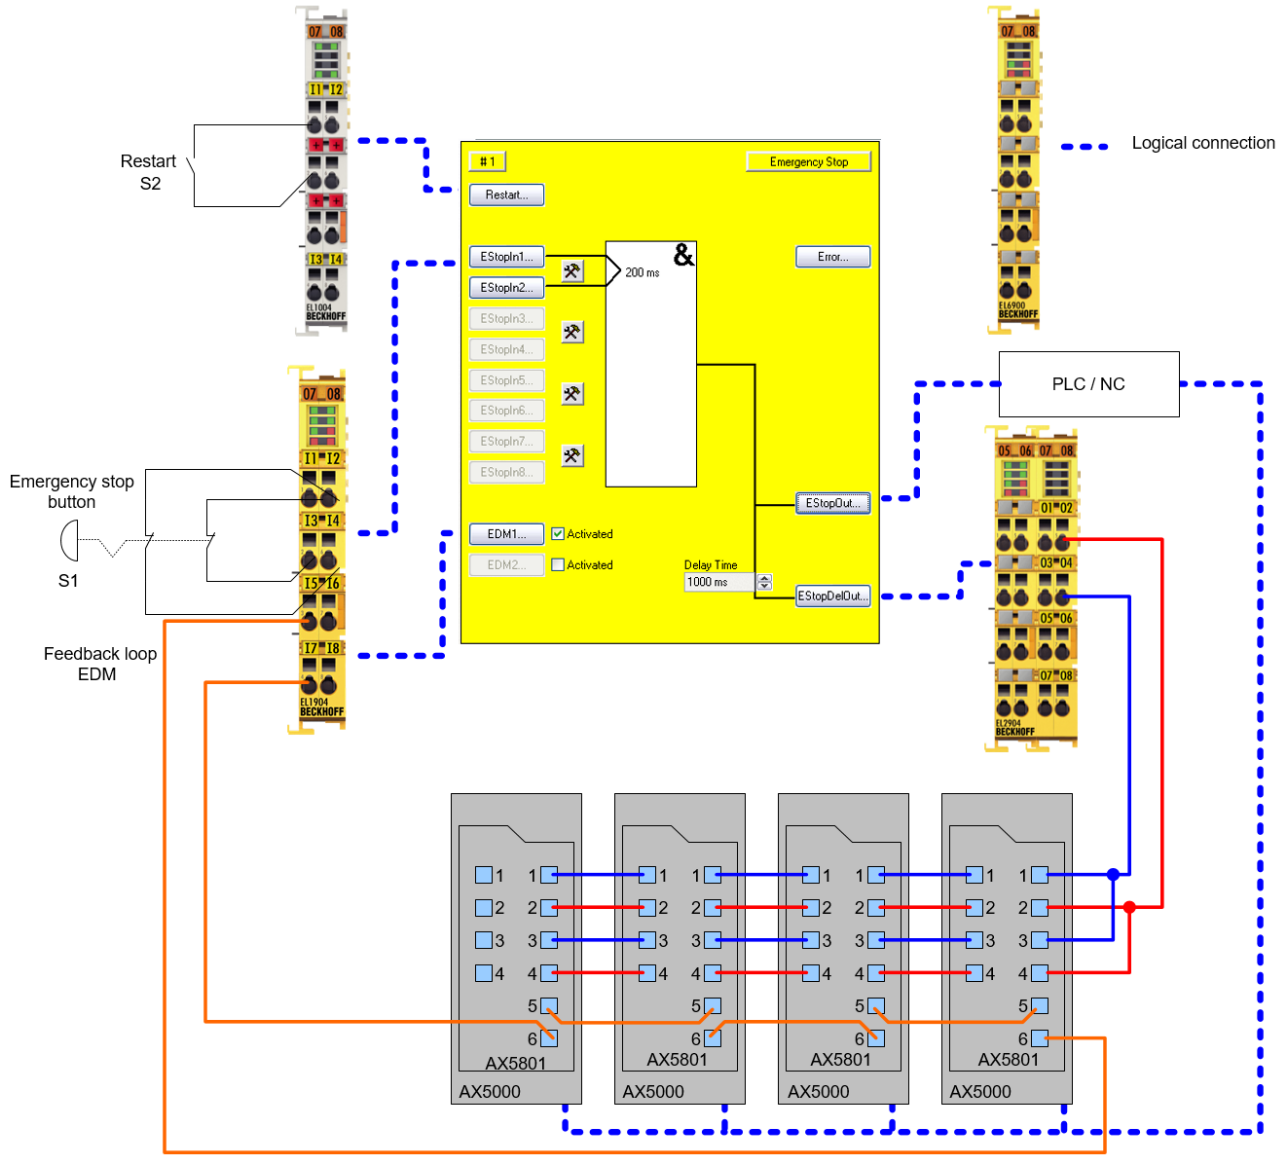 07 08
I1 I2
+ +
+ +
I3 I4
EL1004
BECKHOFF
Restart
S2
07 08
EL6900
BECKHOFF
Logical connection
# 1
Emergency Stop
Restart...
EStopIn1...
EStopIn2...
EStopIn3...
EStopIn4...
EStopIn5...
EStopIn6...
EStopIn7...
EStopIn8...
&
200 ms
Error...
EStopOut...
EDM1...
Activated
EDM2...
Activated
Delay Time
1000 ms
EStopDelOut...
PLC / NC
07 08
I1 I2
I3 I4
I5 I6
I7 I8
EL1904
BECKHOFF
Emergency stop
button
S1
Feedback loop
EDM
05 06 07 08
01 02
03 04
05 06
07 08
EL2904
BECKHOFF
1 1 1 1 1 1 1 1
2 2 2 2 2 2 2 2
3 3 3 3 3 3 3 3
4 4 4 4 4 4 4 4
5 5 5 5
6 6 6 6
AX5801 AX5801 AX5801 AX5801
AX5000 AX5000 AX5000 AX5000